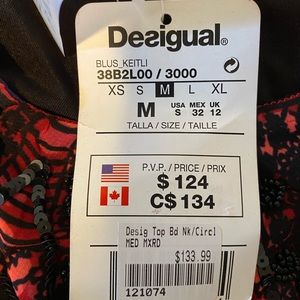 Desigual®
BLUS_KEITLI
38B2L00 / 3000
XS S M L XL
M
USA MEX UK
S 32 12
TALLA / SIZE / TAILLE
P.V.P. / PRICE / PRIX
$ 124
C$ 134
Desig Top Bd Nk/Circl
MED MXRD
$133.99
121074